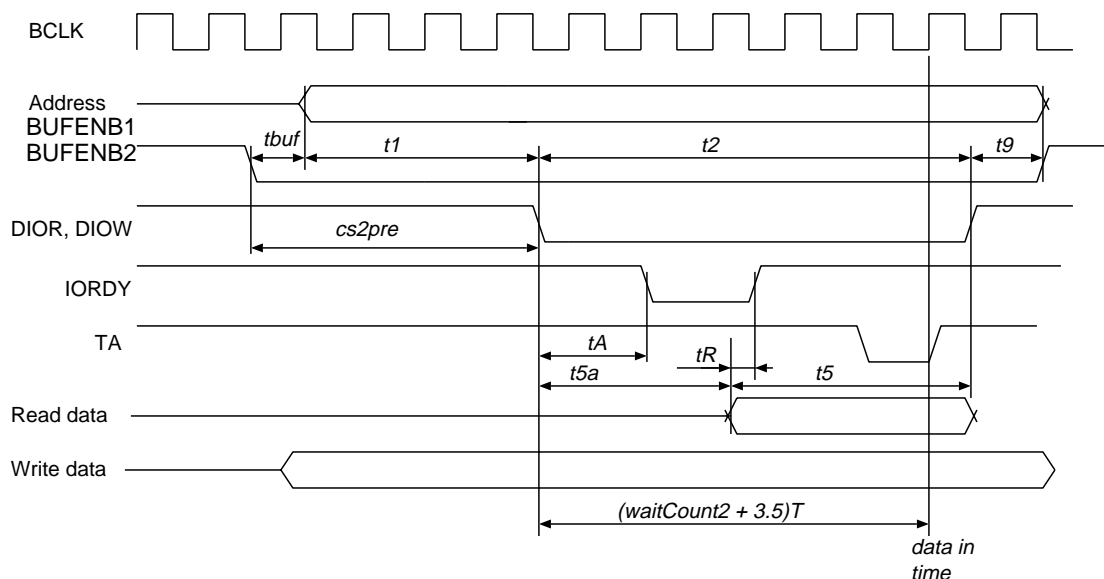 BCLK
Address
BUFENB1
BUFENB2
tbuf
t1
t2
t9
DIOR, DIOW
cs2pre
IORDY
TA
tA
tR
t5a
t5
Read data
Write data
(waitCount2 + 3.5)T
data in
time